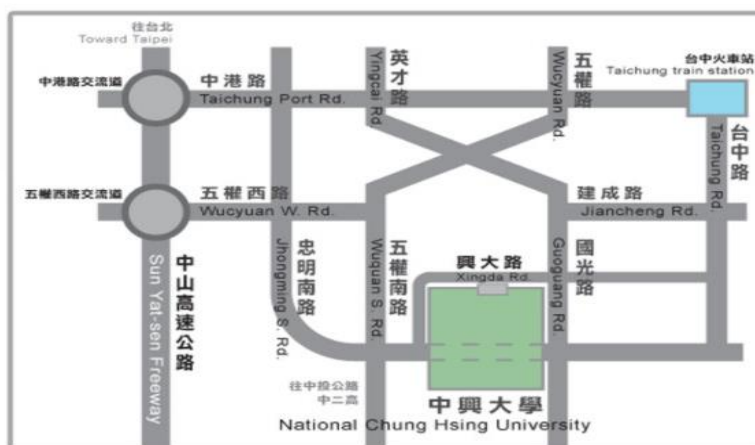 往台北
Toward Taipei
中港路交流道
中港路
Taichung Port Rd.
英才路
Yingcai Rd.
五權路
Wucyuan Rd.
台中火車站
Taichung train station
台中路
Taichung Rd.
五權西路交流道
五權西路
Wucyuan W. Rd.
建成路
Jiancheng Rd.
中山高速公路
Sun Yat-sen Freeway
忠明南路
Jhongming S. Rd.
五權南路
Wuquan S. Rd.
興大路
Xingda Rd.
國光路
Guoguang Rd.
往中投公路
中二高
中興大學
National Chung Hsing University